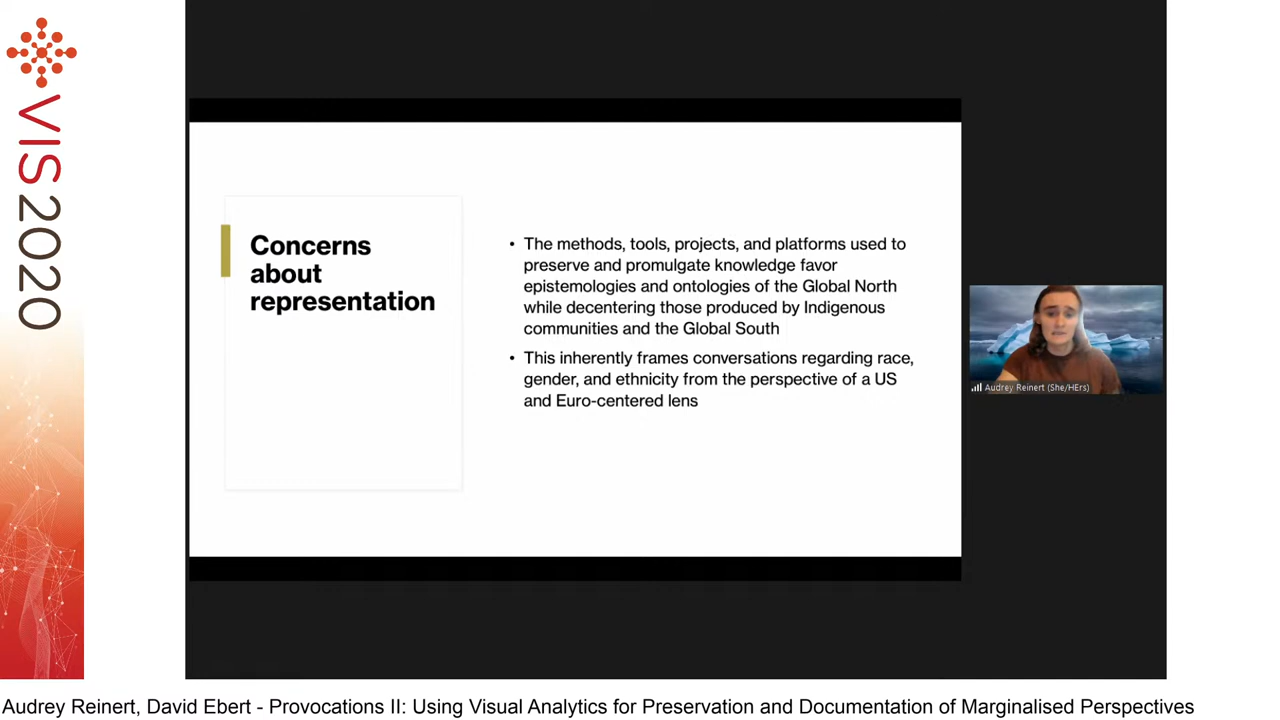 VIS2020
Concerns
about
representation
• The methods, tools, projects, and platforms used to
preserve and promulgate knowledge favor
epistemologies and ontologies of the Global North
while decentering those produced by Indigenous
communities and the Global South
• This inherently frames conversations regarding race,
gender, and ethnicity from the perspective of a US
and Euro-centered lens
Audrey Reinert (She/HErs)
Audrey Reinert, David Ebert - Provocations II: Using Visual Analytics for Preservation and Documentation of Marginalised Perspectives